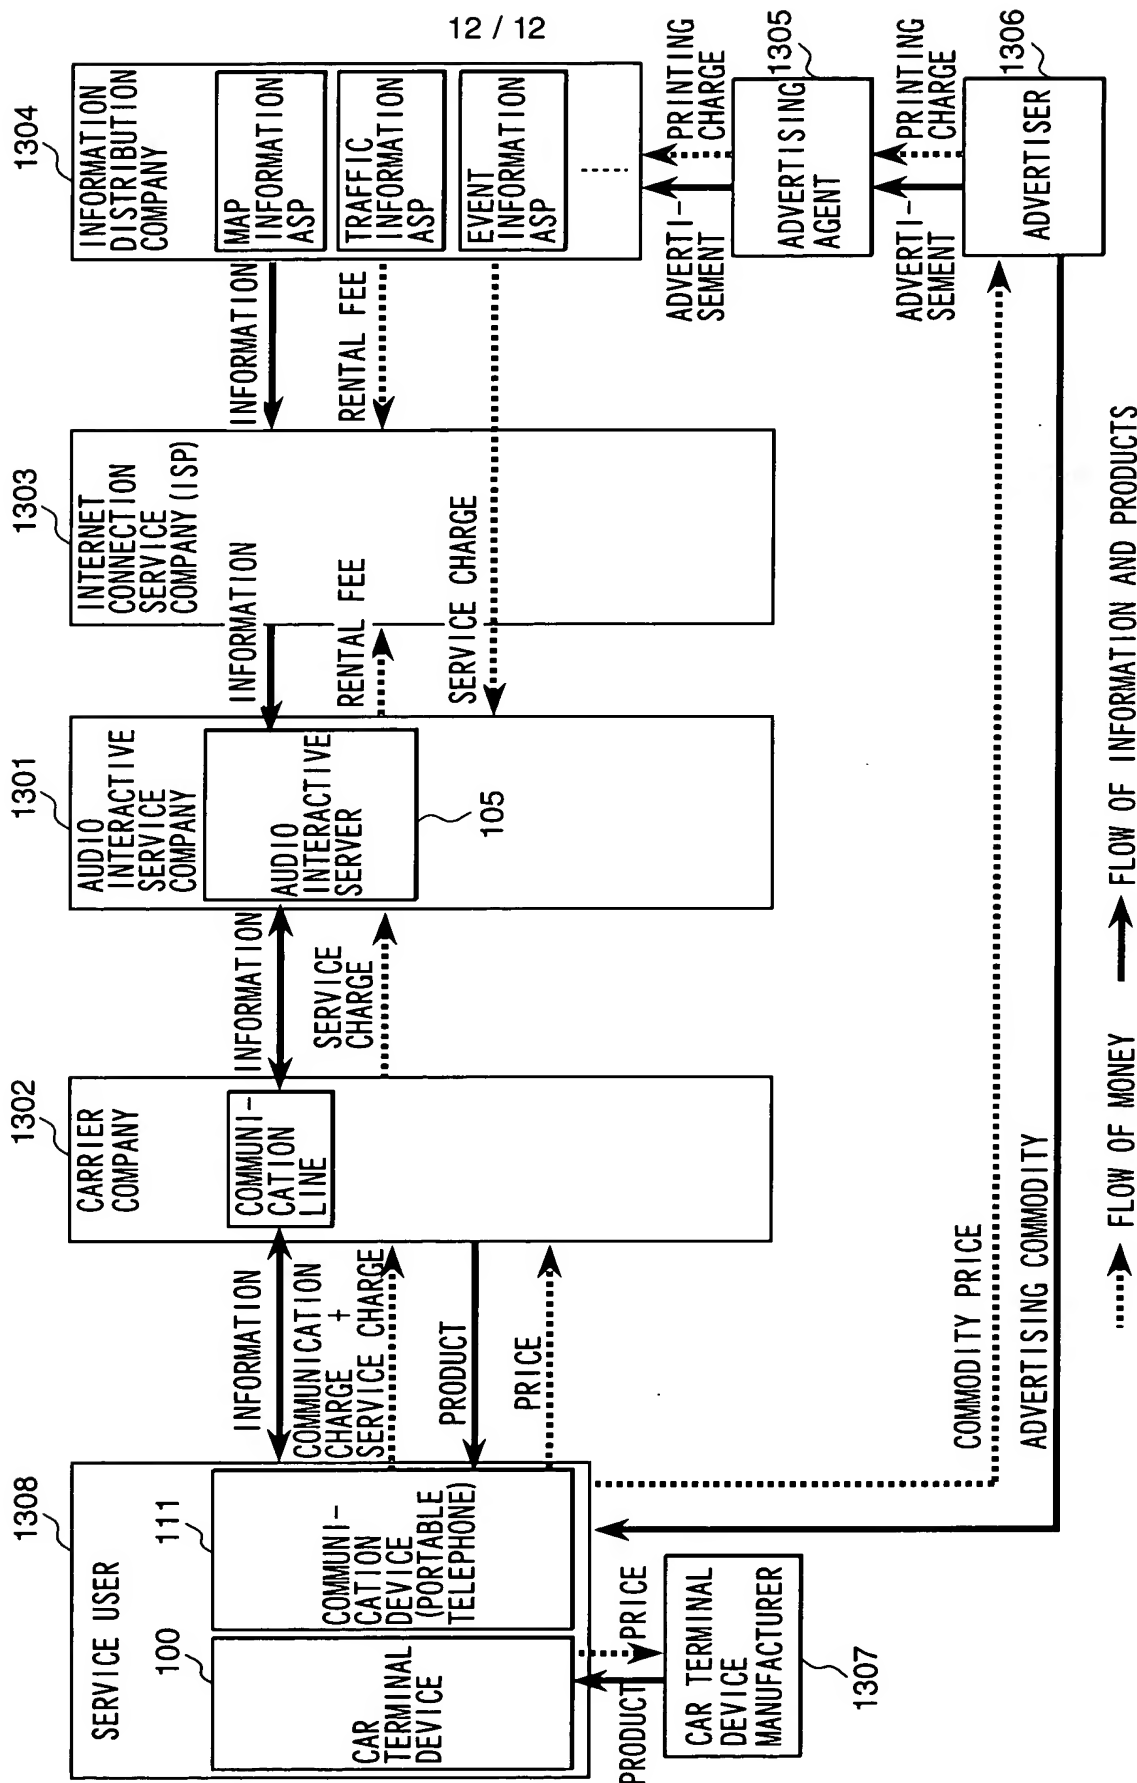 12 / 12
1308
SERVICE USER
100
CAR
TERMINAL
DEVICE
111
COMMUNI-
CATION
DEVICE
(PORTABLE
TELEPHONE)
PRODUCT
PRICE
CAR TERMINAL
DEVICE
MANUFACTURER
1307
INFORMATION
COMMUNICATION
CHARGE +
SERVICE CHARGE
PRODUCT
PRICE
1302
CARRIER
COMPANY
COMMUNI-
CATION
LINE
INFORMATION
SERVICE
CHARGE
1301
AUDIO
INTERACTIVE
SERVICE
COMPANY
AUDIO
INTERACTIVE
SERVER
105
INFORMATION
RENTAL FEE
SERVICE CHARGE
1303
INTERNET
CONNECTION
SERVICE
COMPANY(ISP)
INFORMATION
RENTAL FEE
1304
INFORMATION
DISTRIBUTION
COMPANY
MAP
INFORMATION
ASP
TRAFFIC
INFORMATION
ASP
EVENT
INFORMATION
ASP
ADVERTI-
SEMENT
PRINTING
CHARGE
1305
ADVERTISING
AGENT
ADVERTI-
SEMENT
PRINTING
CHARGE
1306
ADVERTISER
COMMODITY PRICE
ADVERTISING COMMODITY
FLOW OF MONEY
FLOW OF INFORMATION AND PRODUCTS